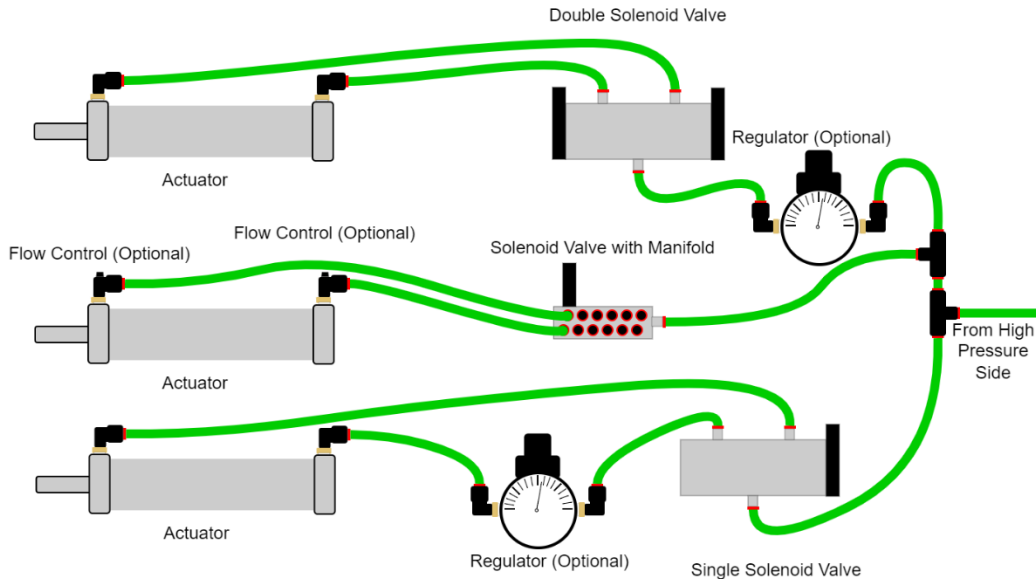 Double Solenoid Valve
Regulator (Optional)
Actuator
Flow Control (Optional)
Flow Control (Optional)
Solenoid Valve with Manifold
From High
Pressure
Side
Actuator
Actuator
Regulator (Optional)
Single Solenoid Valve